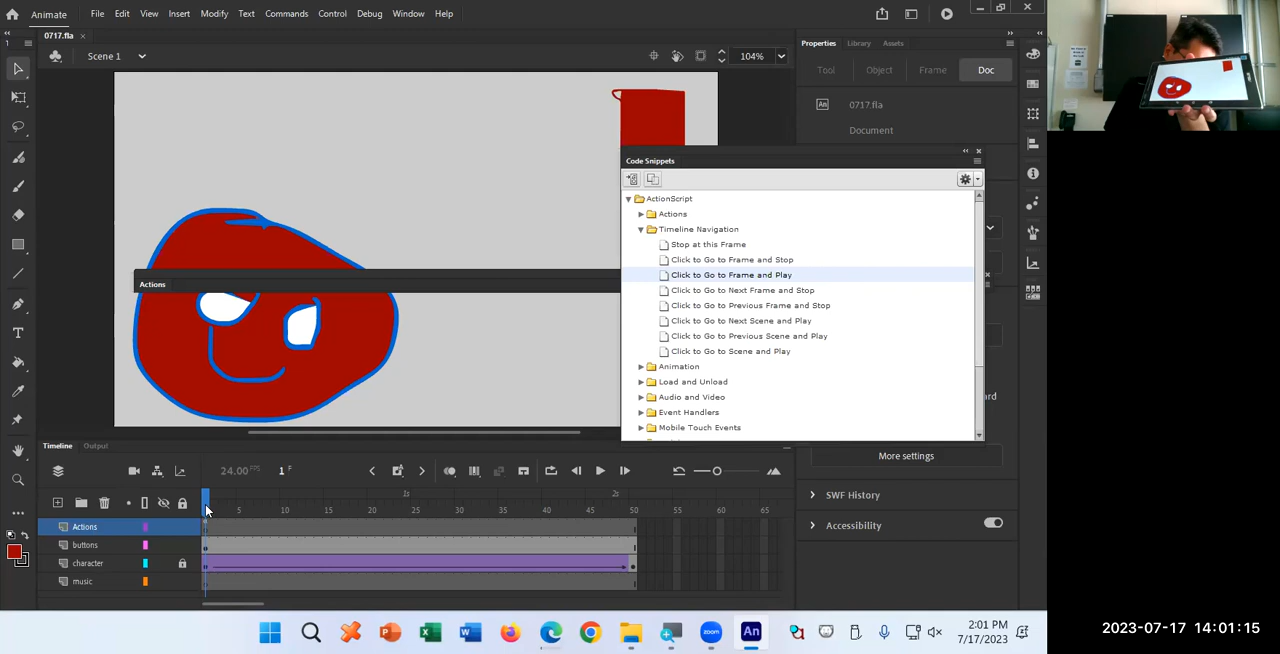 Animate
File Edit View Insert Modify Text Commands Control Debug Window Help
0717.fla
Scene 1
104%
Properties Library Assets
Tool Object Frame Doc
An 0717.fla
Document
Code Snippets
ActionScript
Actions
Timeline Navigation
Stop at this Frame
Click to Go to Frame and Stop
Click to Go to Frame and Play
Click to Go to Next Frame and Stop
Click to Go to Previous Frame and Stop
Click to Go to Next Scene and Play
Click to Go to Previous Scene and Play
Click to Go to Scene and Play
Animation
Load and Unload
Audio and Video
Event Handlers
Mobile Touch Events
Actions
More settings
SWF History
Accessibility
Timeline Output
24.00 FPS 1 F
1s 2s
5 10 15 20 25 30 35 40 45 50 55 60 65
Actions
buttons
character
music
2:01 PM
7/17/2023
zoom
An
2023-07-17 14:01:15